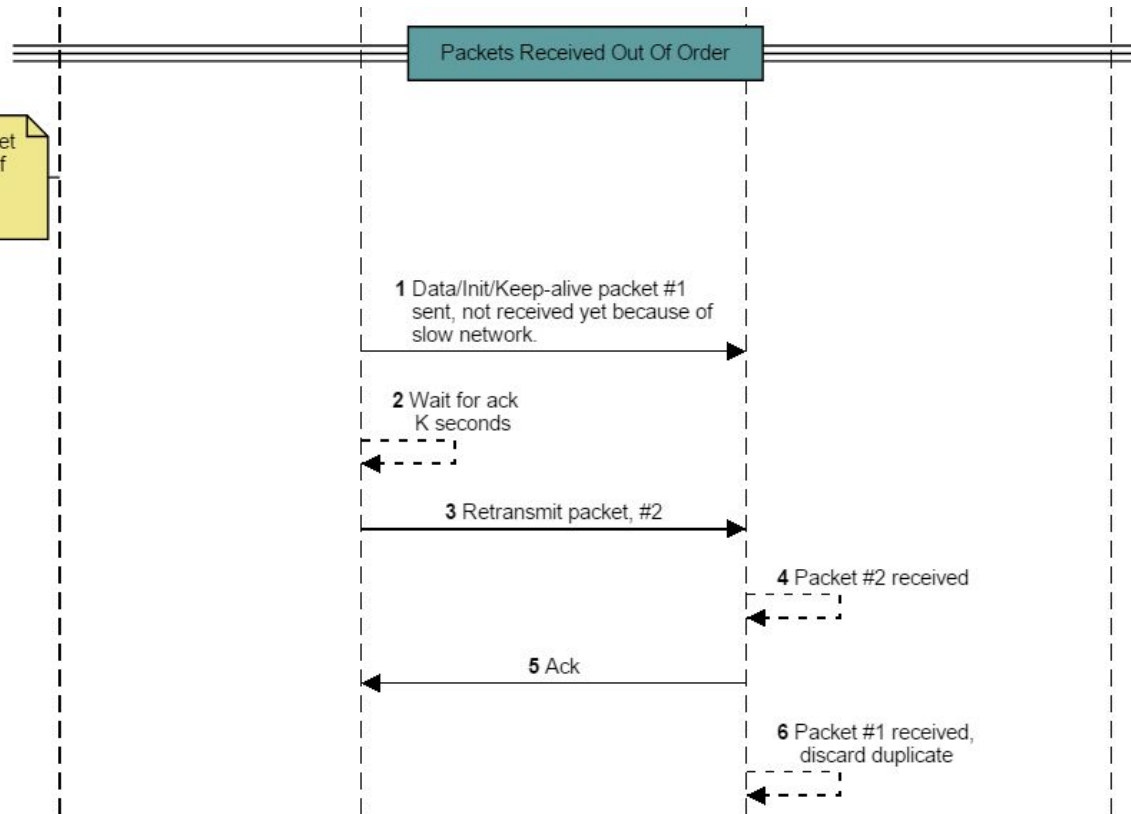 Packets Received Out Of Order
et
f
1 Data/Init/Keep-alive packet #1
sent, not received yet because of
slow network.
2 Wait for ack
K seconds
3 Retransmit packet, #2
4 Packet #2 received
5 Ack
6 Packet #1 received,
discard duplicate